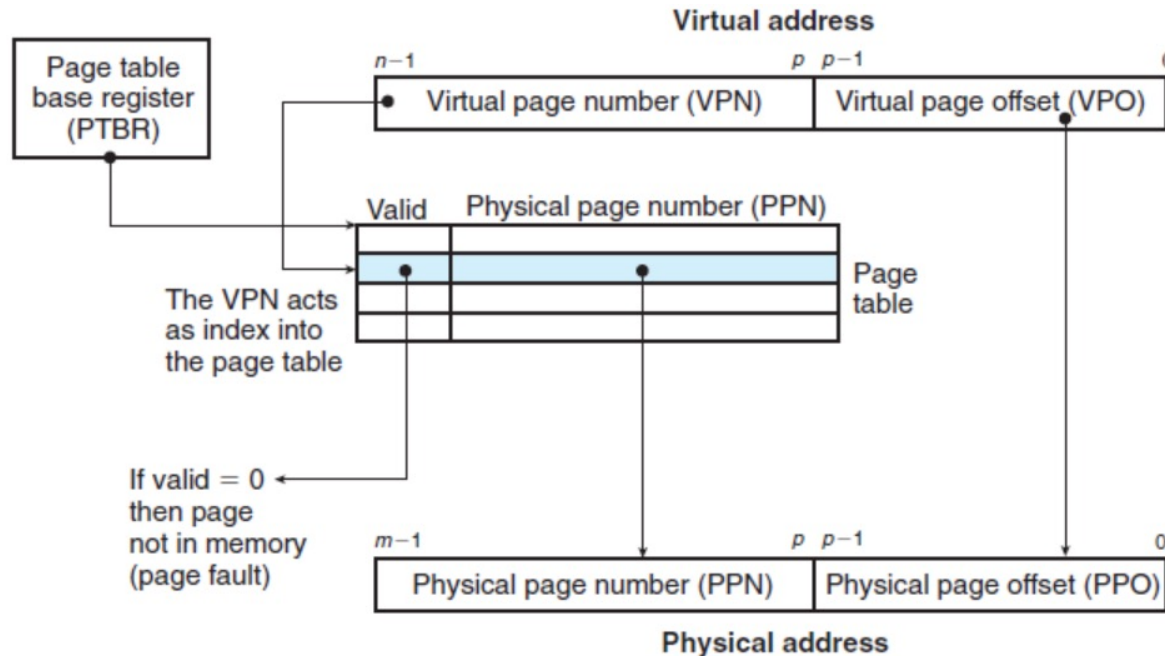 Virtual address
Page table
base register
(PTBR)
n−1
p p−1
Virtual page number (VPN)
Virtual page offset (VPO)
Valid
Physical page number (PPN)
The VPN acts
as index into
the page table
Page
table
If valid = 0
then page
not in memory
(page fault)
m−1
p p−1
0
Physical page number (PPN)
Physical page offset (PPO)
Physical address